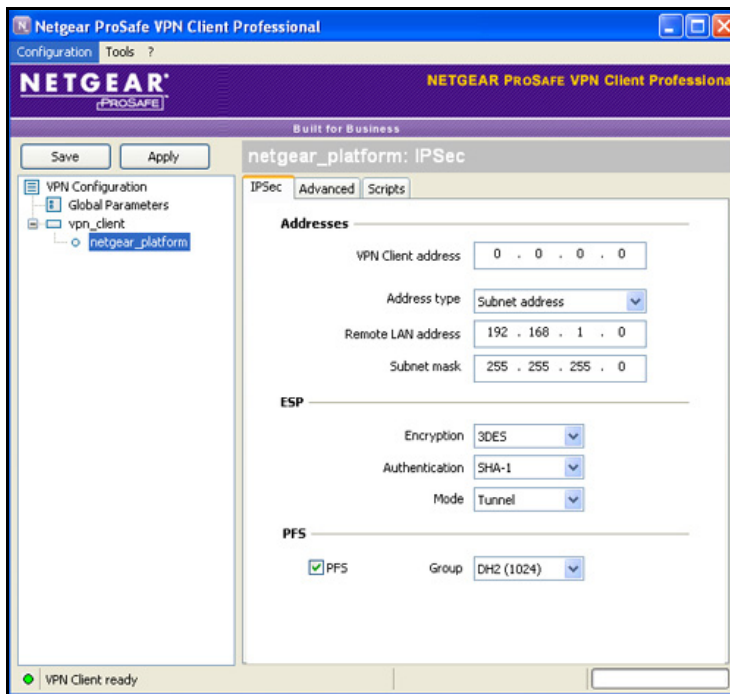 Netgear ProSafe VPN Client Professional
Configuration Tools ?
NETGEAR
PROSAFE
NETGEAR PROSAFE VPN Client Professiona
Built for Business
Save Apply
netgear_platform: IPSec
VPN Configuration
Global Parameters
vpn_client
netgear_platform
IPSec Advanced Scripts
Addresses
VPN Client address 0 . 0 . 0 . 0
Address type Subnet address
Remote LAN address 192 . 168 . 1 . 0
Subnet mask 255 . 255 . 255 . 0
ESP
Encryption 3DES
Authentication SHA-1
Mode Tunnel
PFS
PFS Group DH2 (1024)
VPN Client ready